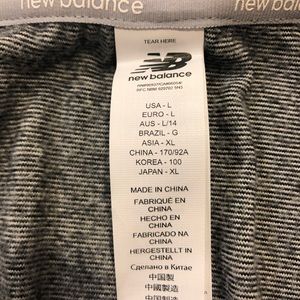 new balance
new balance
TEAR HERE
new balance
USA - L
EURO - L
AUS - L/14
BRAZIL - G
ASIA - XL
CHINA - 170/92A
KOREA - 100
JAPAN - XL
MADE IN CHINA
FABRIQUÉ EN
CHINA
HECHO EN
CHINA
FABRICADO NA
CHINA
HERGESTELLT IN
CHINA
Сделано в Китае
中国製
中國製造